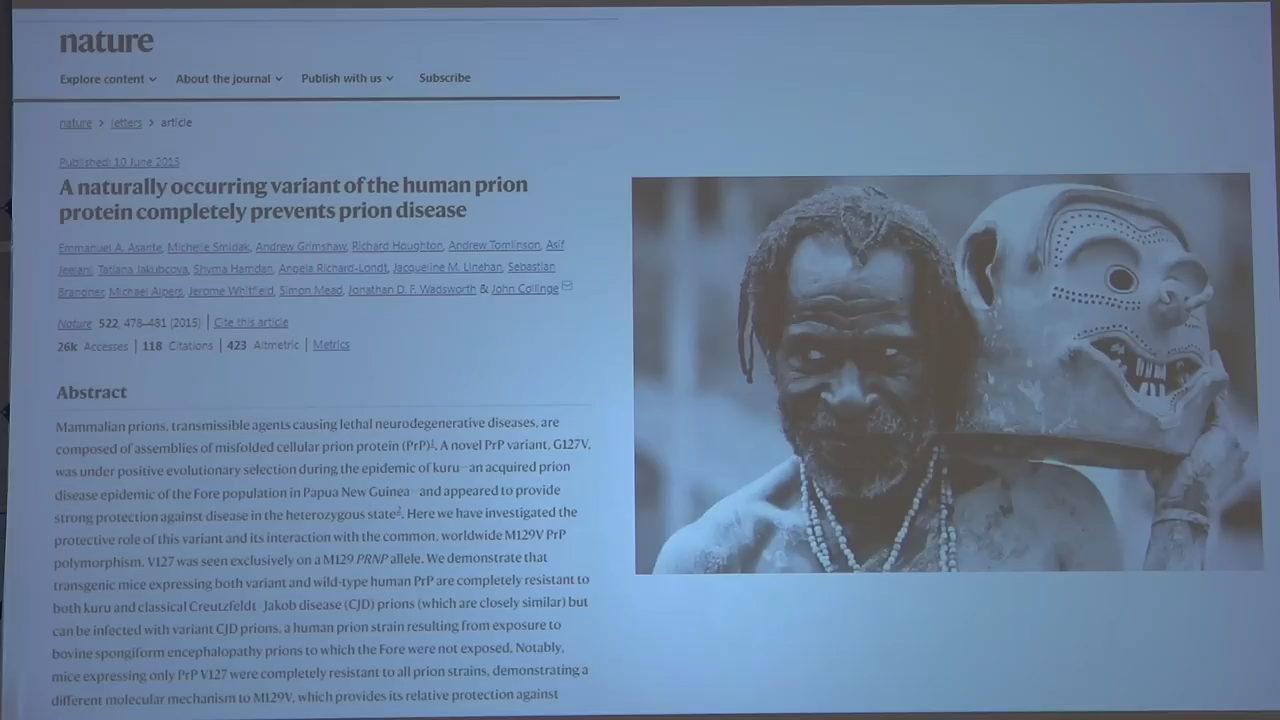 nature
Explore content About the journal Publish with us Subscribe
nature > letters > article
Published: 10 June 2015
A naturally occurring variant of the human prion
protein completely prevents prion disease
Emmanuel A. Asante, Michelle Smidak, Andrew Grimshaw, Richard Houghton, Andrew Tomlinson, Asif
Jeelani, Tatiana Jakubcova, Shyma Hamdan, Angela Richard-Londt, Jacqueline M. Linehan, Sebastian
Brandner, Michael Alpers, Jerome Whitfield, Simon Mead, Jonathan D. F. Wadsworth & John Collinge
Nature 522, 478–481 (2015) | Cite this article
26k Accesses | 118 Citations | 423 Altmetric | Metrics
Abstract
Mammalian prions, transmissible agents causing lethal neurodegenerative diseases, are
composed of assemblies of misfolded cellular prion protein (PrP)1. A novel PrP variant, G127V,
was under positive evolutionary selection during the epidemic of kuru—an acquired prion
disease epidemic of the Fore population in Papua New Guinea—and appeared to provide
strong protection against disease in the heterozygous state2. Here we have investigated the
protective role of this variant and its interaction with the common, worldwide M129V PrP
polymorphism. V127 was seen exclusively on a M129 PRNP allele. We demonstrate that
transgenic mice expressing both variant and wild-type human PrP are completely resistant to
both kuru and classical Creutzfeldt–Jakob disease (CJD) prions (which are closely similar) but
can be infected with variant CJD prions, a human prion strain resulting from exposure to
bovine spongiform encephalopathy prions to which the Fore were not exposed. Notably,
mice expressing only PrP V127 were completely resistant to all prion strains, demonstrating a
different molecular mechanism to M129V, which provides its relative protection against